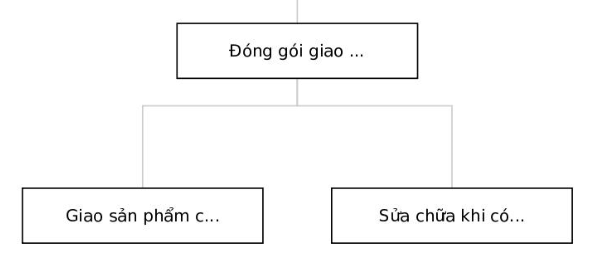 Đóng gói giao ...
Giao sản phẩm c...
Sửa chữa khi có...